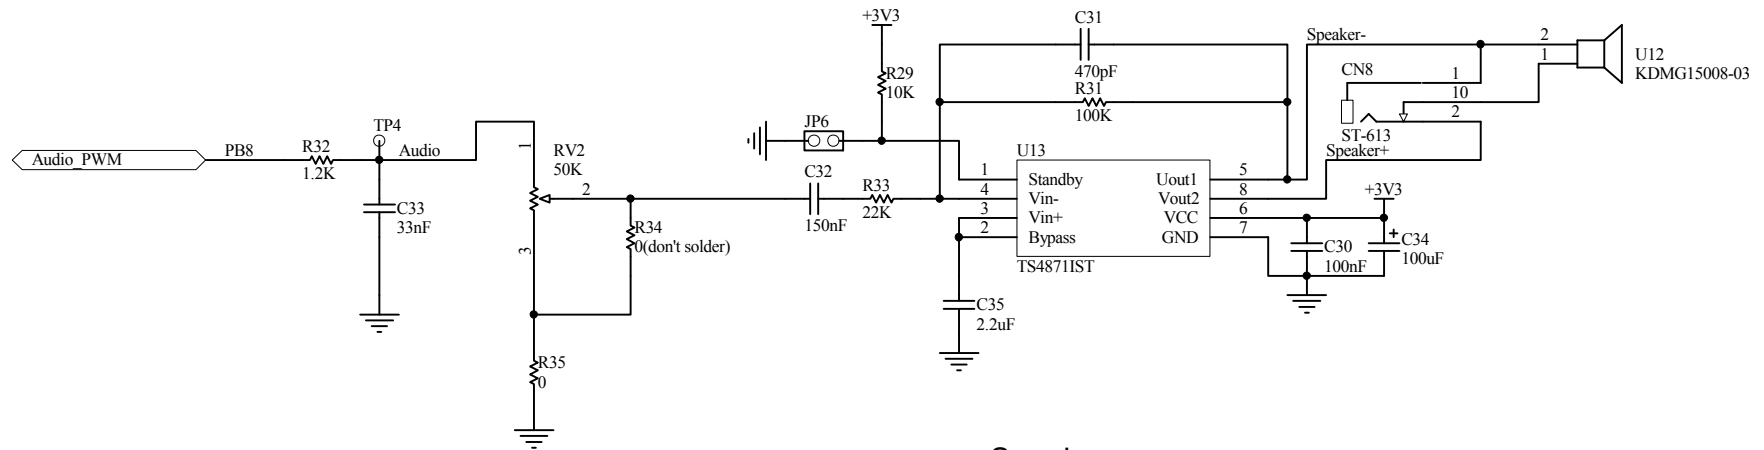 +3V3
C31
470pF
R31
100K
R29
10K
JP6
Speaker-
2
1
U12
KDMG15008-03
CN8
1
10
2
ST-613
Speaker+
TP4
Audio_PWM
PB8
R32
1.2K
Audio
1
RV2
50K
2
3
C33
33nF
R34
0(don't solder)
R35
0
C32
150nF
R33
22K
U13
1
Standby
4
Vin-
3
Vin+
2
Bypass
Uout1
5
Vout2
8
VCC
6
GND
7
TS4871IST
+3V3
C30
100nF
+
C34
100uF
C35
2.2uF